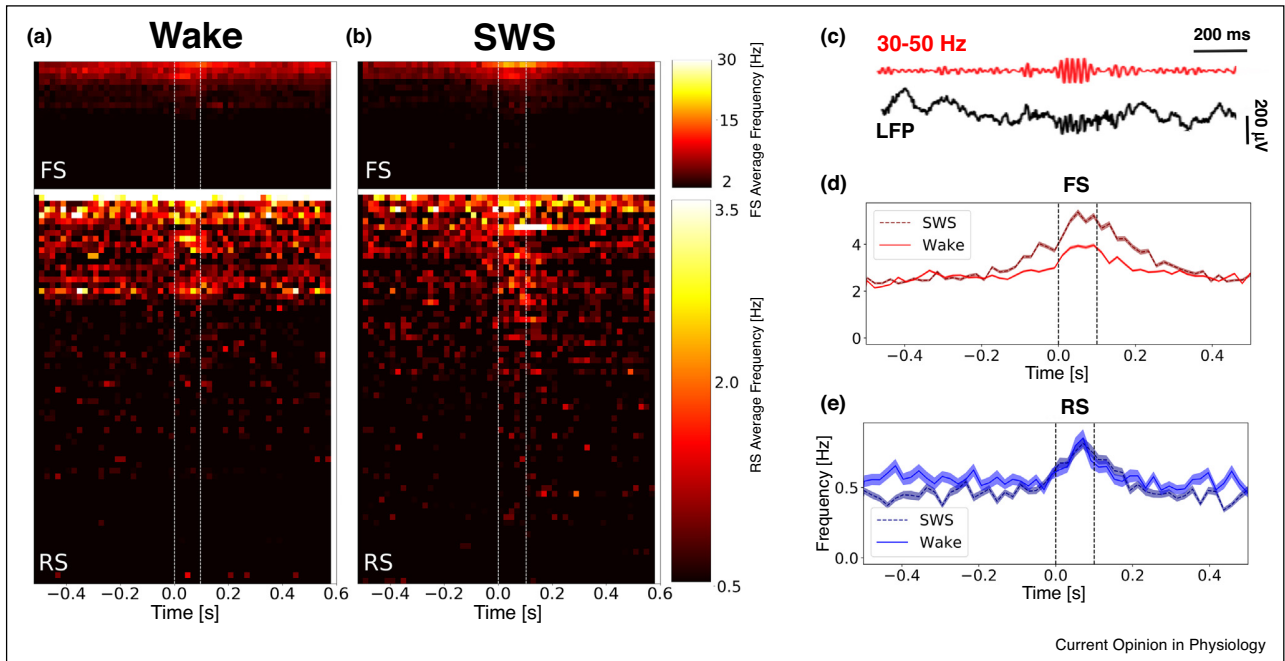 (a) Wake
FS
RS
−0.4 −0.2 0.0 0.2 0.4 0.6
Time [s]
(b) SWS
FS
RS
−0.4 −0.2 0.0 0.2 0.4 0.6
Time [s]
30
15
2
FS Average Frequency [Hz]
3.5
2.0
0.5
RS Average Frequency [Hz]
(c)
30-50 Hz
200 ms
LFP
200 µV
(d) FS
SWS
Wake
4
2
0
−0.4 −0.2 0.0 0.2 0.4
Time [s]
(e) RS
Frequency [Hz]
0.5
0.0
SWS
Wake
−0.4 −0.2 0.0 0.2 0.4
Time [s]
Current Opinion in Physiology